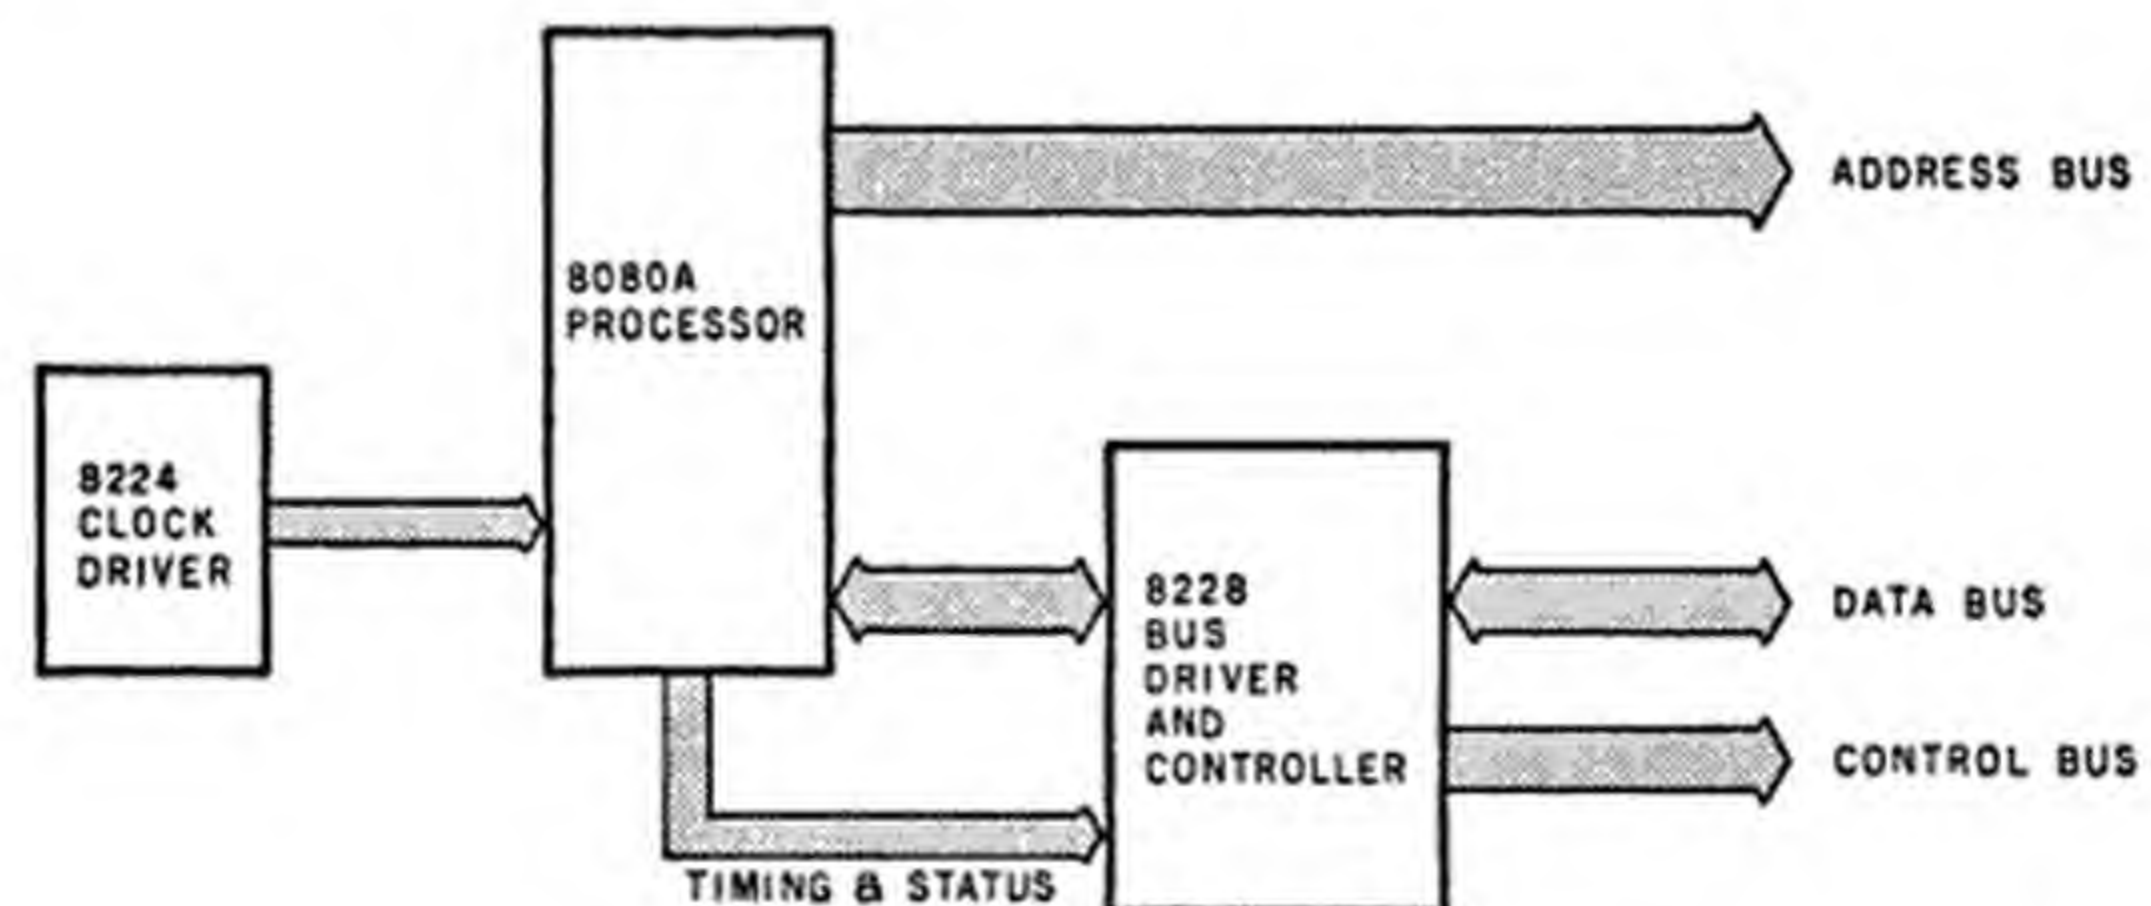 ADDRESS BUS
8080A
PROCESSOR
8224
CLOCK
DRIVER
8228
BUS
DRIVER
AND
CONTROLLER
DATA BUS
CONTROL BUS
TIMING & STATUS